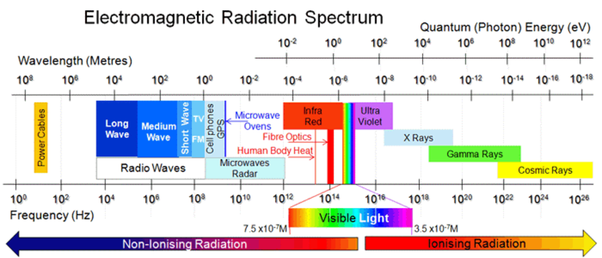 Electromagnetic Radiation Spectrum
Quantum (Photon) Energy (eV)
10⁻² 10⁰ 10² 10⁴ 10⁶ 10⁸ 10¹⁰ 10¹²
Wavelength (Metres)
10⁸ 10⁶ 10⁴ 10² 10⁰ 10⁻² 10⁻⁴ 10⁻⁶ 10⁻⁸ 10⁻¹⁰ 10⁻¹² 10⁻¹⁴ 10⁻¹⁶ 10⁻¹⁸
Power Cables
Long
Wave
Medium
Wave
Short Wave
TV
FM
Cell phones
GPS
Microwave
Ovens
Infra
Red
Ultra
Violet
Fibre Optics
Human Body Heat
X Rays
Gamma Rays
Cosmic Rays
Radio Waves
Microwaves
Radar
10⁰ 10² 10⁴ 10⁶ 10⁸ 10¹⁰ 10¹² 10¹⁴ 10¹⁶ 10¹⁸ 10²⁰ 10²² 10²⁴ 10²⁶
Frequency (Hz)
Visible Light
7.5 x10⁻⁷M
3.5 x10⁻⁷M
Non-Ionising Radiation
Ionising Radiation